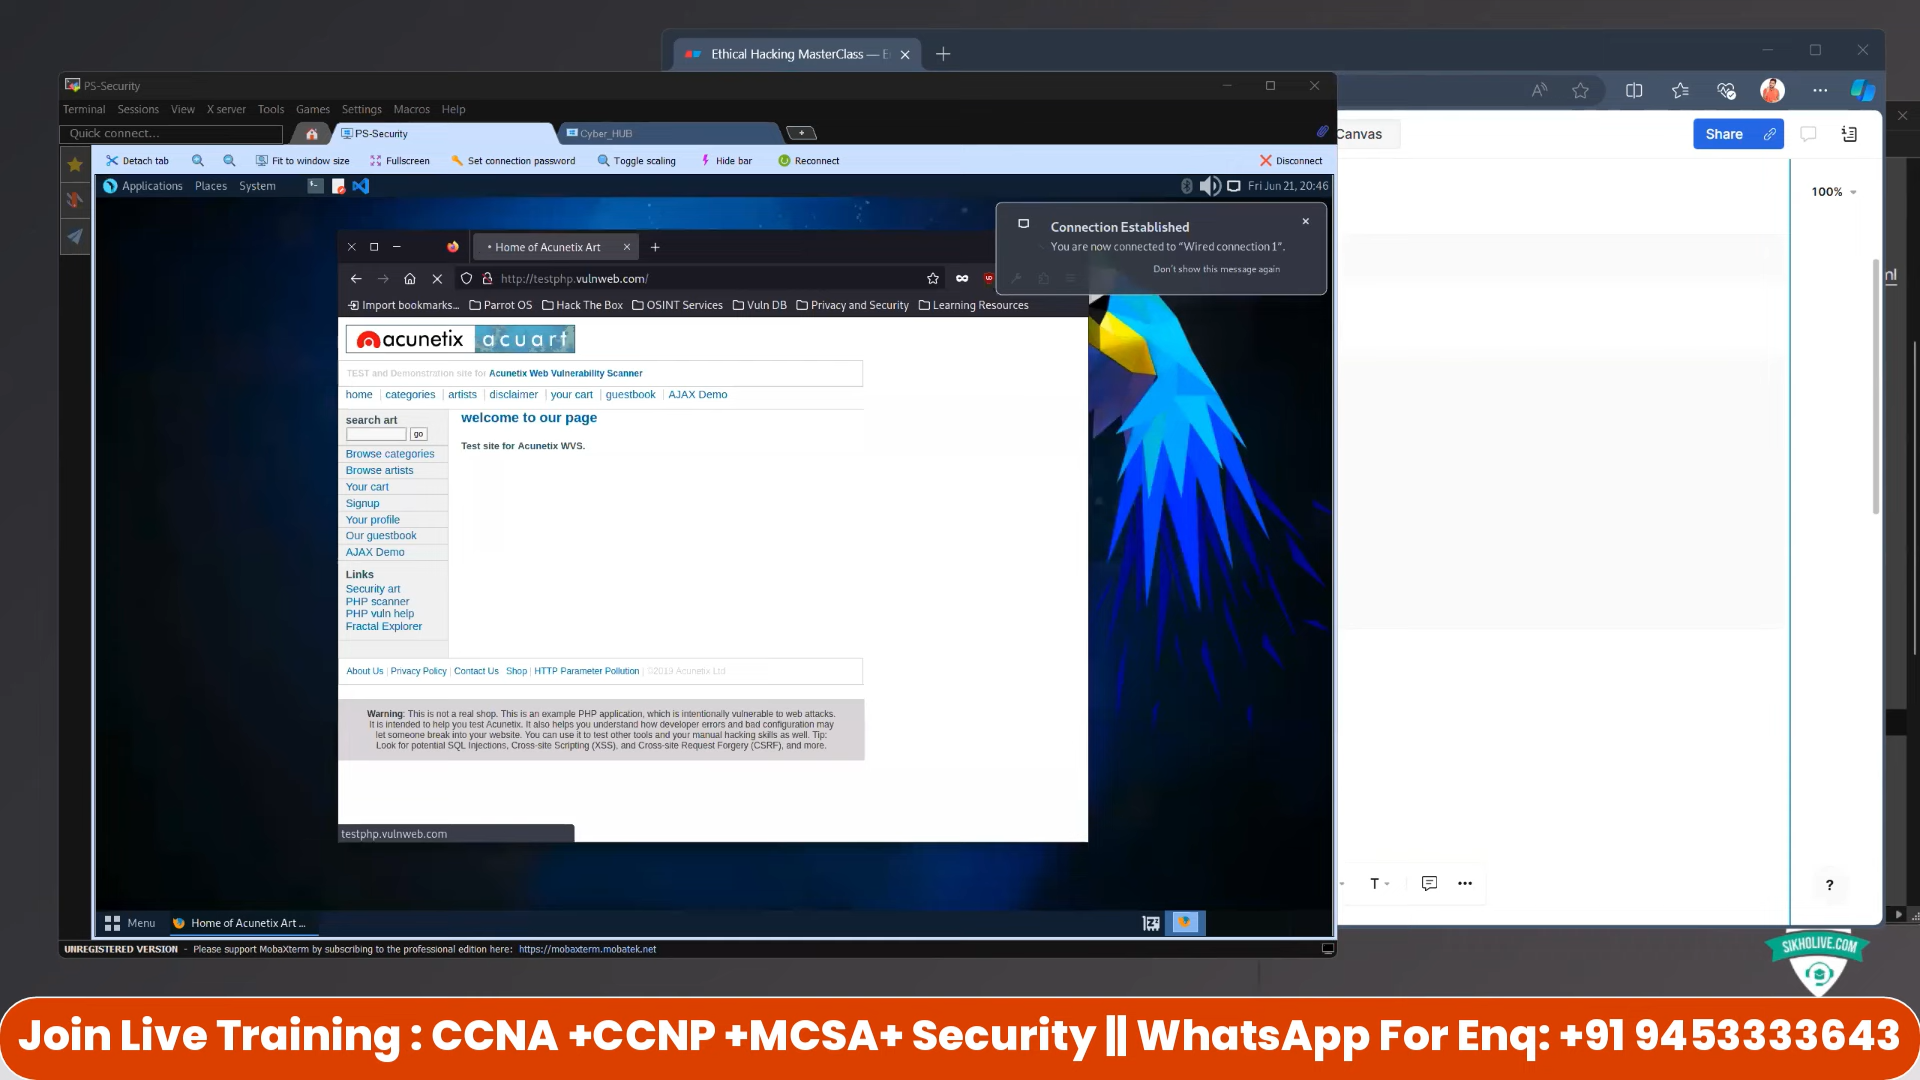 Ethical Hacking MasterClass — E
PS-Security
Terminal Sessions View X server Tools Games Settings Macros Help
Quick connect...
PS-Security
Cyber_HUB
Canvas
Share
Detach tab Fit to window size Fullscreen Set connection password Toggle scaling Hide bar Reconnect Disconnect
Applications Places System
Fri Jun 21, 20:46
100%
Connection Established
You are now connected to “Wired connection 1”.
Don't show this message again
Home of Acunetix Art
http://testphp.vulnweb.com/
Import bookmarks... Parrot OS Hack The Box OSINT Services Vuln DB Privacy and Security Learning Resources
acunetix acuart
TEST and Demonstration site for Acunetix Web Vulnerability Scanner
home | categories | artists | disclaimer | your cart | guestbook | AJAX Demo
search art
go
Browse categories
Browse artists
Your cart
Signup
Your profile
Our guestbook
AJAX Demo
Links
Security art
PHP scanner
PHP vuln help
Fractal Explorer
welcome to our page
Test site for Acunetix WVS.
About Us | Privacy Policy | Contact Us | Shop | HTTP Parameter Pollution | ©2019 Acunetix Ltd
Warning: This is not a real shop. This is an example PHP application, which is intentionally vulnerable to web attacks.
It is intended to help you test Acunetix. It also helps you understand how developer errors and bad configuration may
let someone break into your website. You can use it to test other tools and your manual hacking skills as well. Tip:
Look for potential SQL Injections, Cross-site Scripting (XSS), and Cross-site Request Forgery (CSRF), and more.
testphp.vulnweb.com
T
?
Menu
Home of Acunetix Art ...
UNREGISTERED VERSION - Please support MobaXterm by subscribing to the professional edition here: https://mobaxterm.mobatek.net
SIKHOLIVE.COM
Join Live Training : CCNA +CCNP +MCSA+ Security || WhatsApp For Enq: +91 9453333643